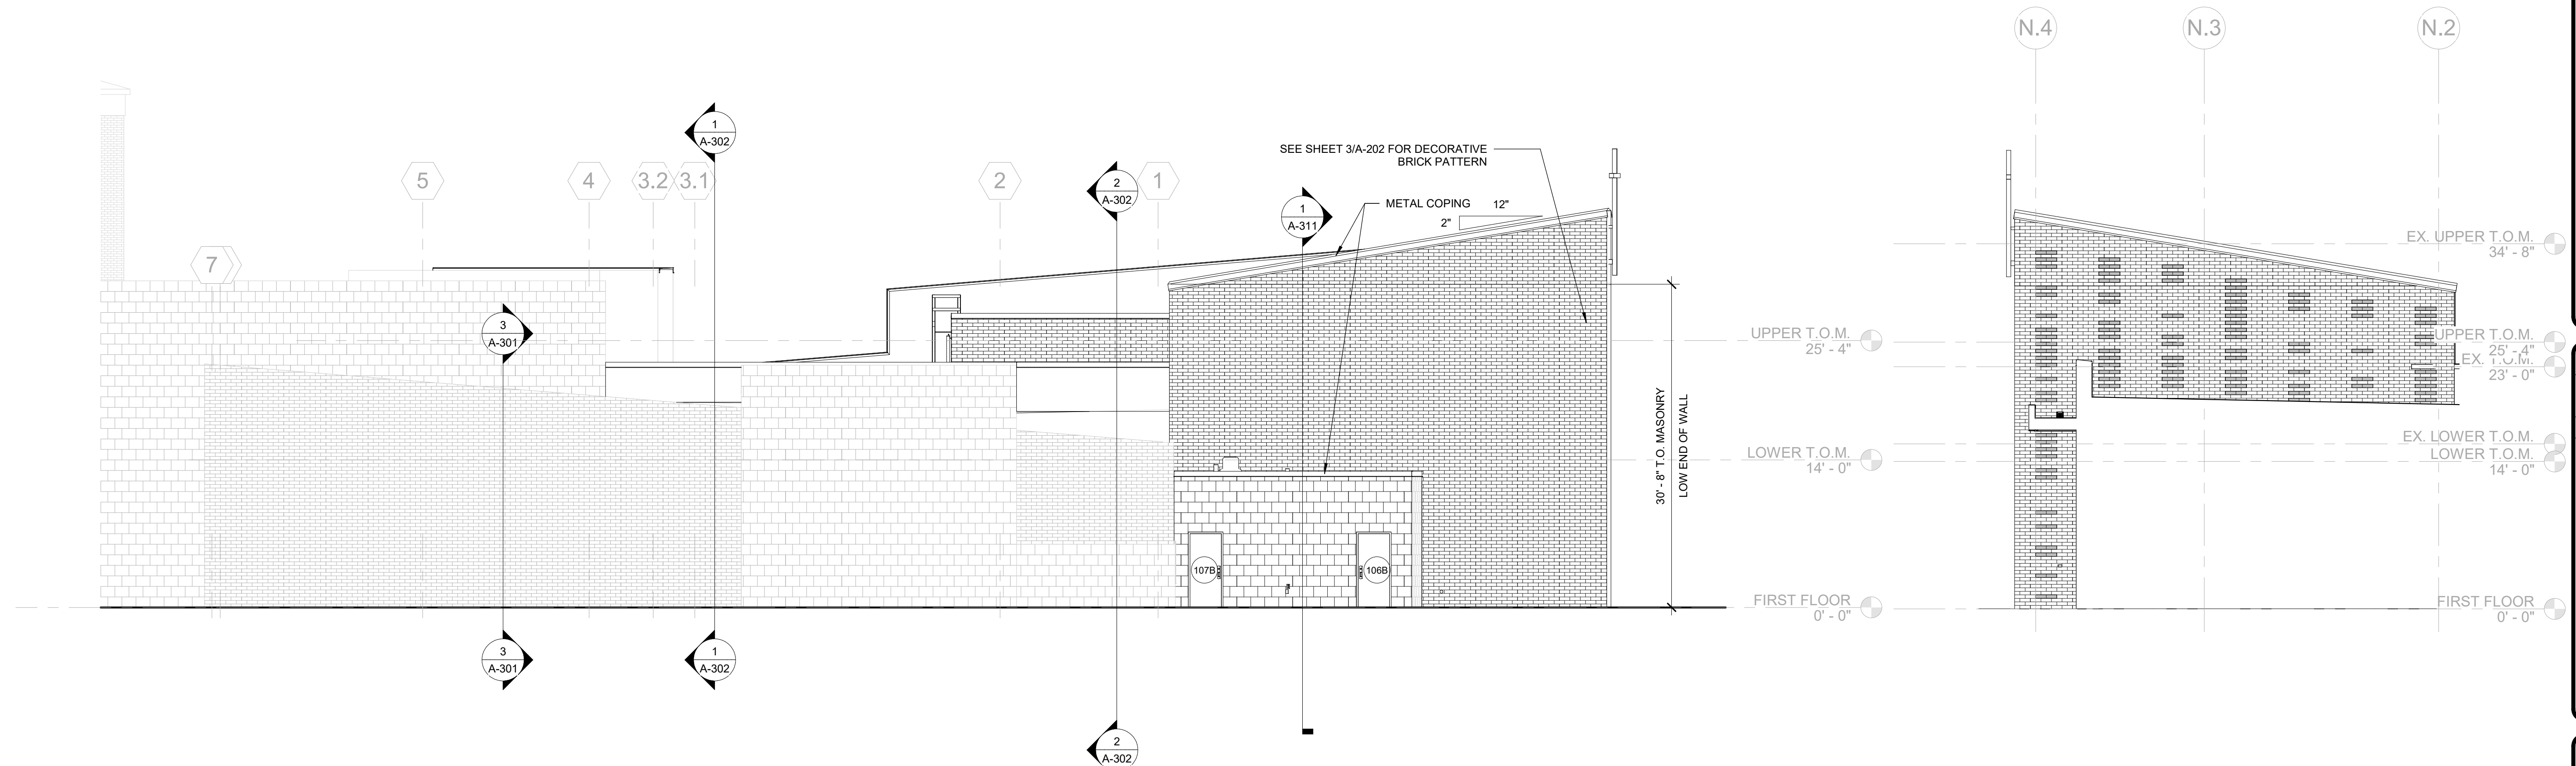 N.4
N.3
N.2
1
A-302
SEE SHEET 3/A-202 FOR DECORATIVE
BRICK PATTERN
5
4
3.2
3.1
2
2
A-302
1
METAL COPING
12"
2"
1
A-311
7
EX. UPPER T.O.M.
34' - 8"
3
A-301
UPPER T.O.M.
25' - 4"
UPPER T.O.M.
25' - 4"
EX. T.O.M.
23' - 0"
30' - 8" T.O. MASONRY
LOW END OF WALL
LOWER T.O.M.
14' - 0"
EX. LOWER T.O.M.
LOWER T.O.M.
14' - 0"
107B
106B
FIRST FLOOR
0' - 0"
FIRST FLOOR
0' - 0"
3
A-301
1
A-302
2
A-302